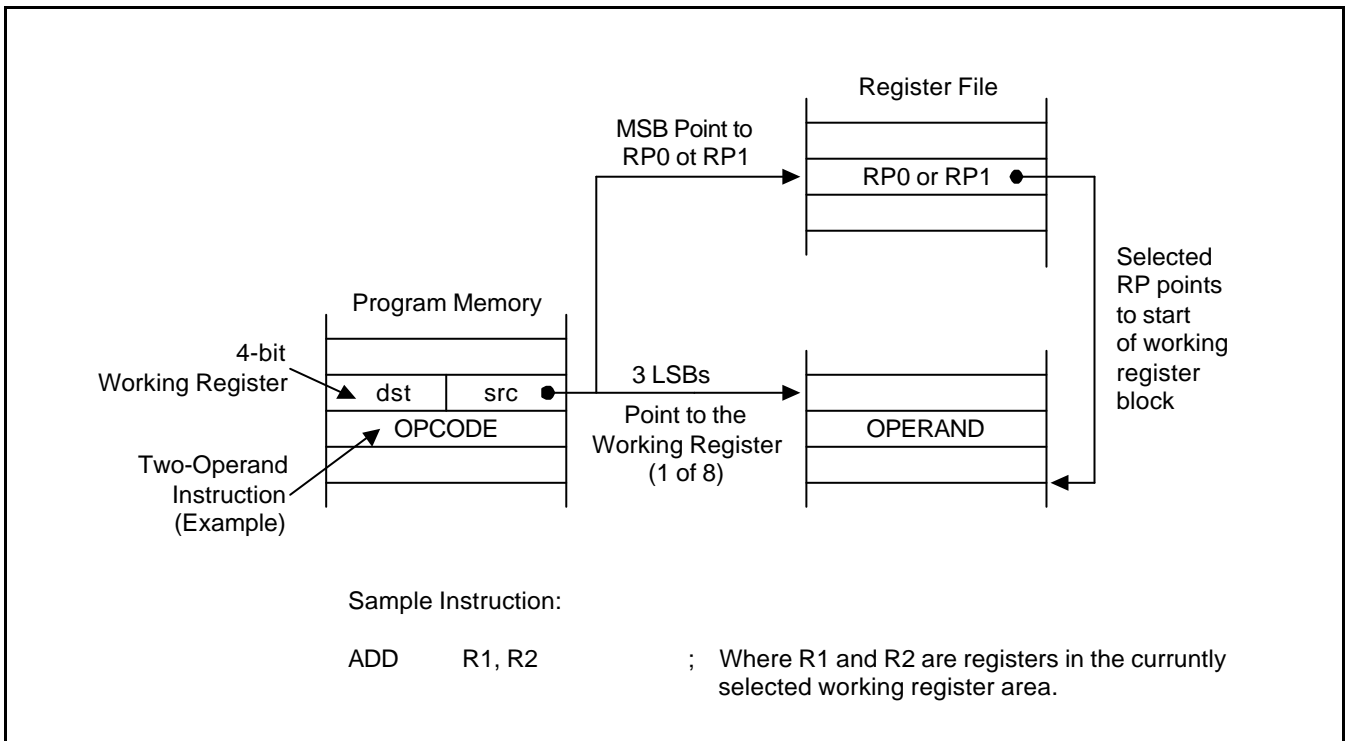 Register File
MSB Point to
RP0 ot RP1
RP0 or RP1
Selected
RP points
to start
of working
register
block
Program Memory
4-bit
Working Register
dst src
3 LSBs
Point to the
Working Register
(1 of 8)
OPCODE
OPERAND
Two-Operand
Instruction
(Example)
Sample Instruction:
ADD R1, R2 ; Where R1 and R2 are registers in the curruntly
selected working register area.